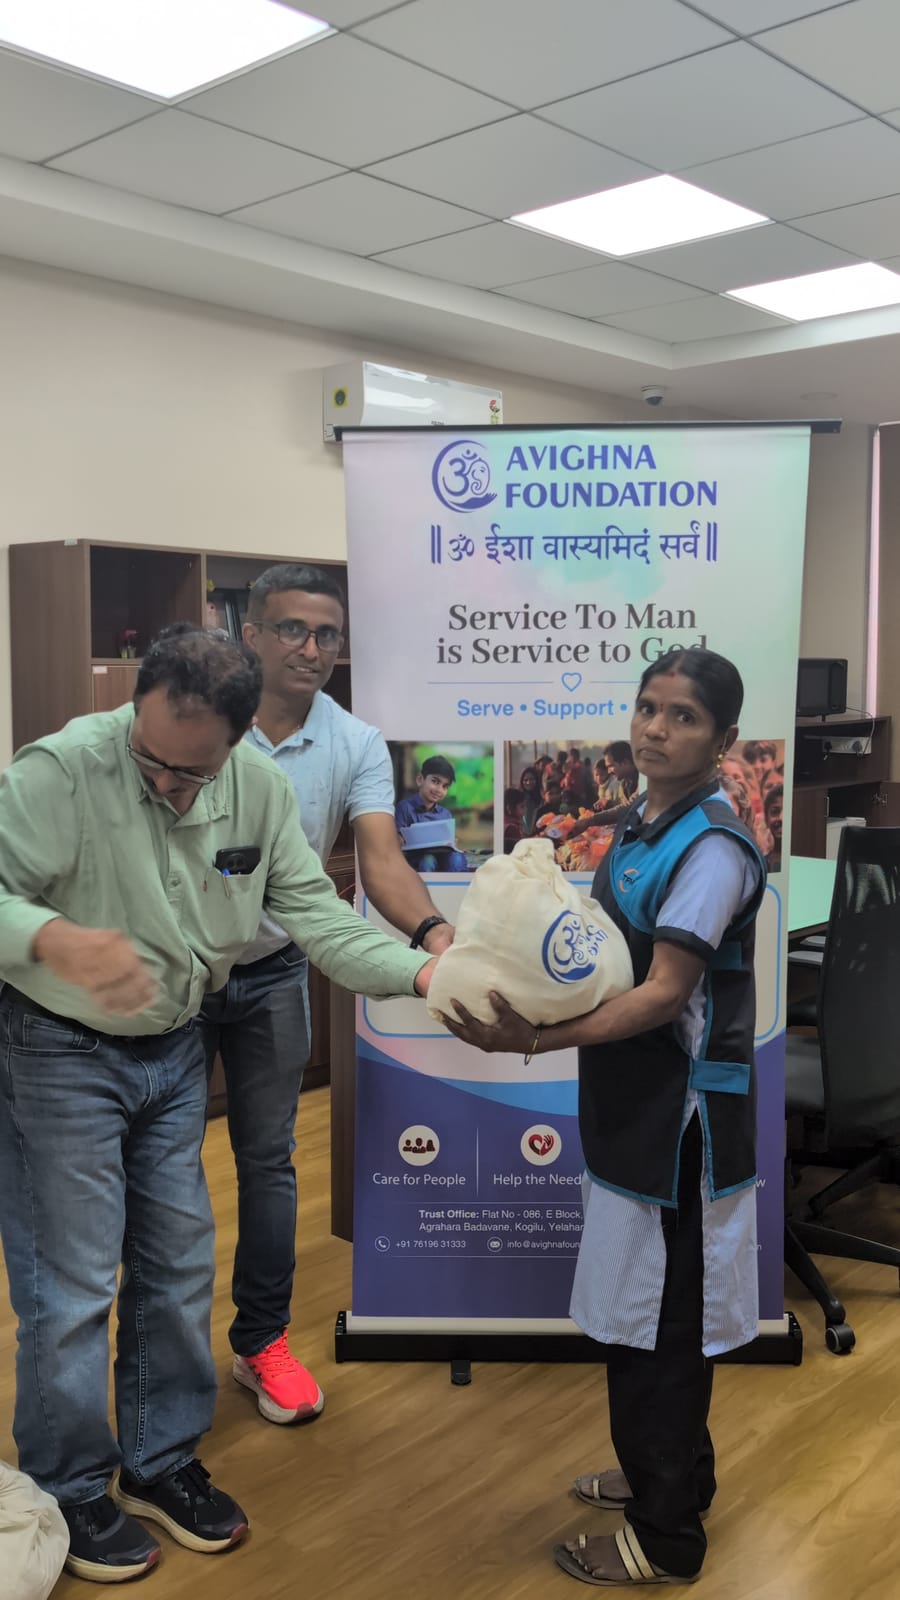 AVIGHNA
FOUNDATION
॥ॐ ईशा वास्यमिदं सर्वं॥
Service To Man
is Service to God
Serve • Support •
Care for People
Help the Need
Trust Office: Flat No - 086, E Block,
Agrahara Badavane, Kogilu, Yelahan
+91 76196 31333
info@avighnafoun